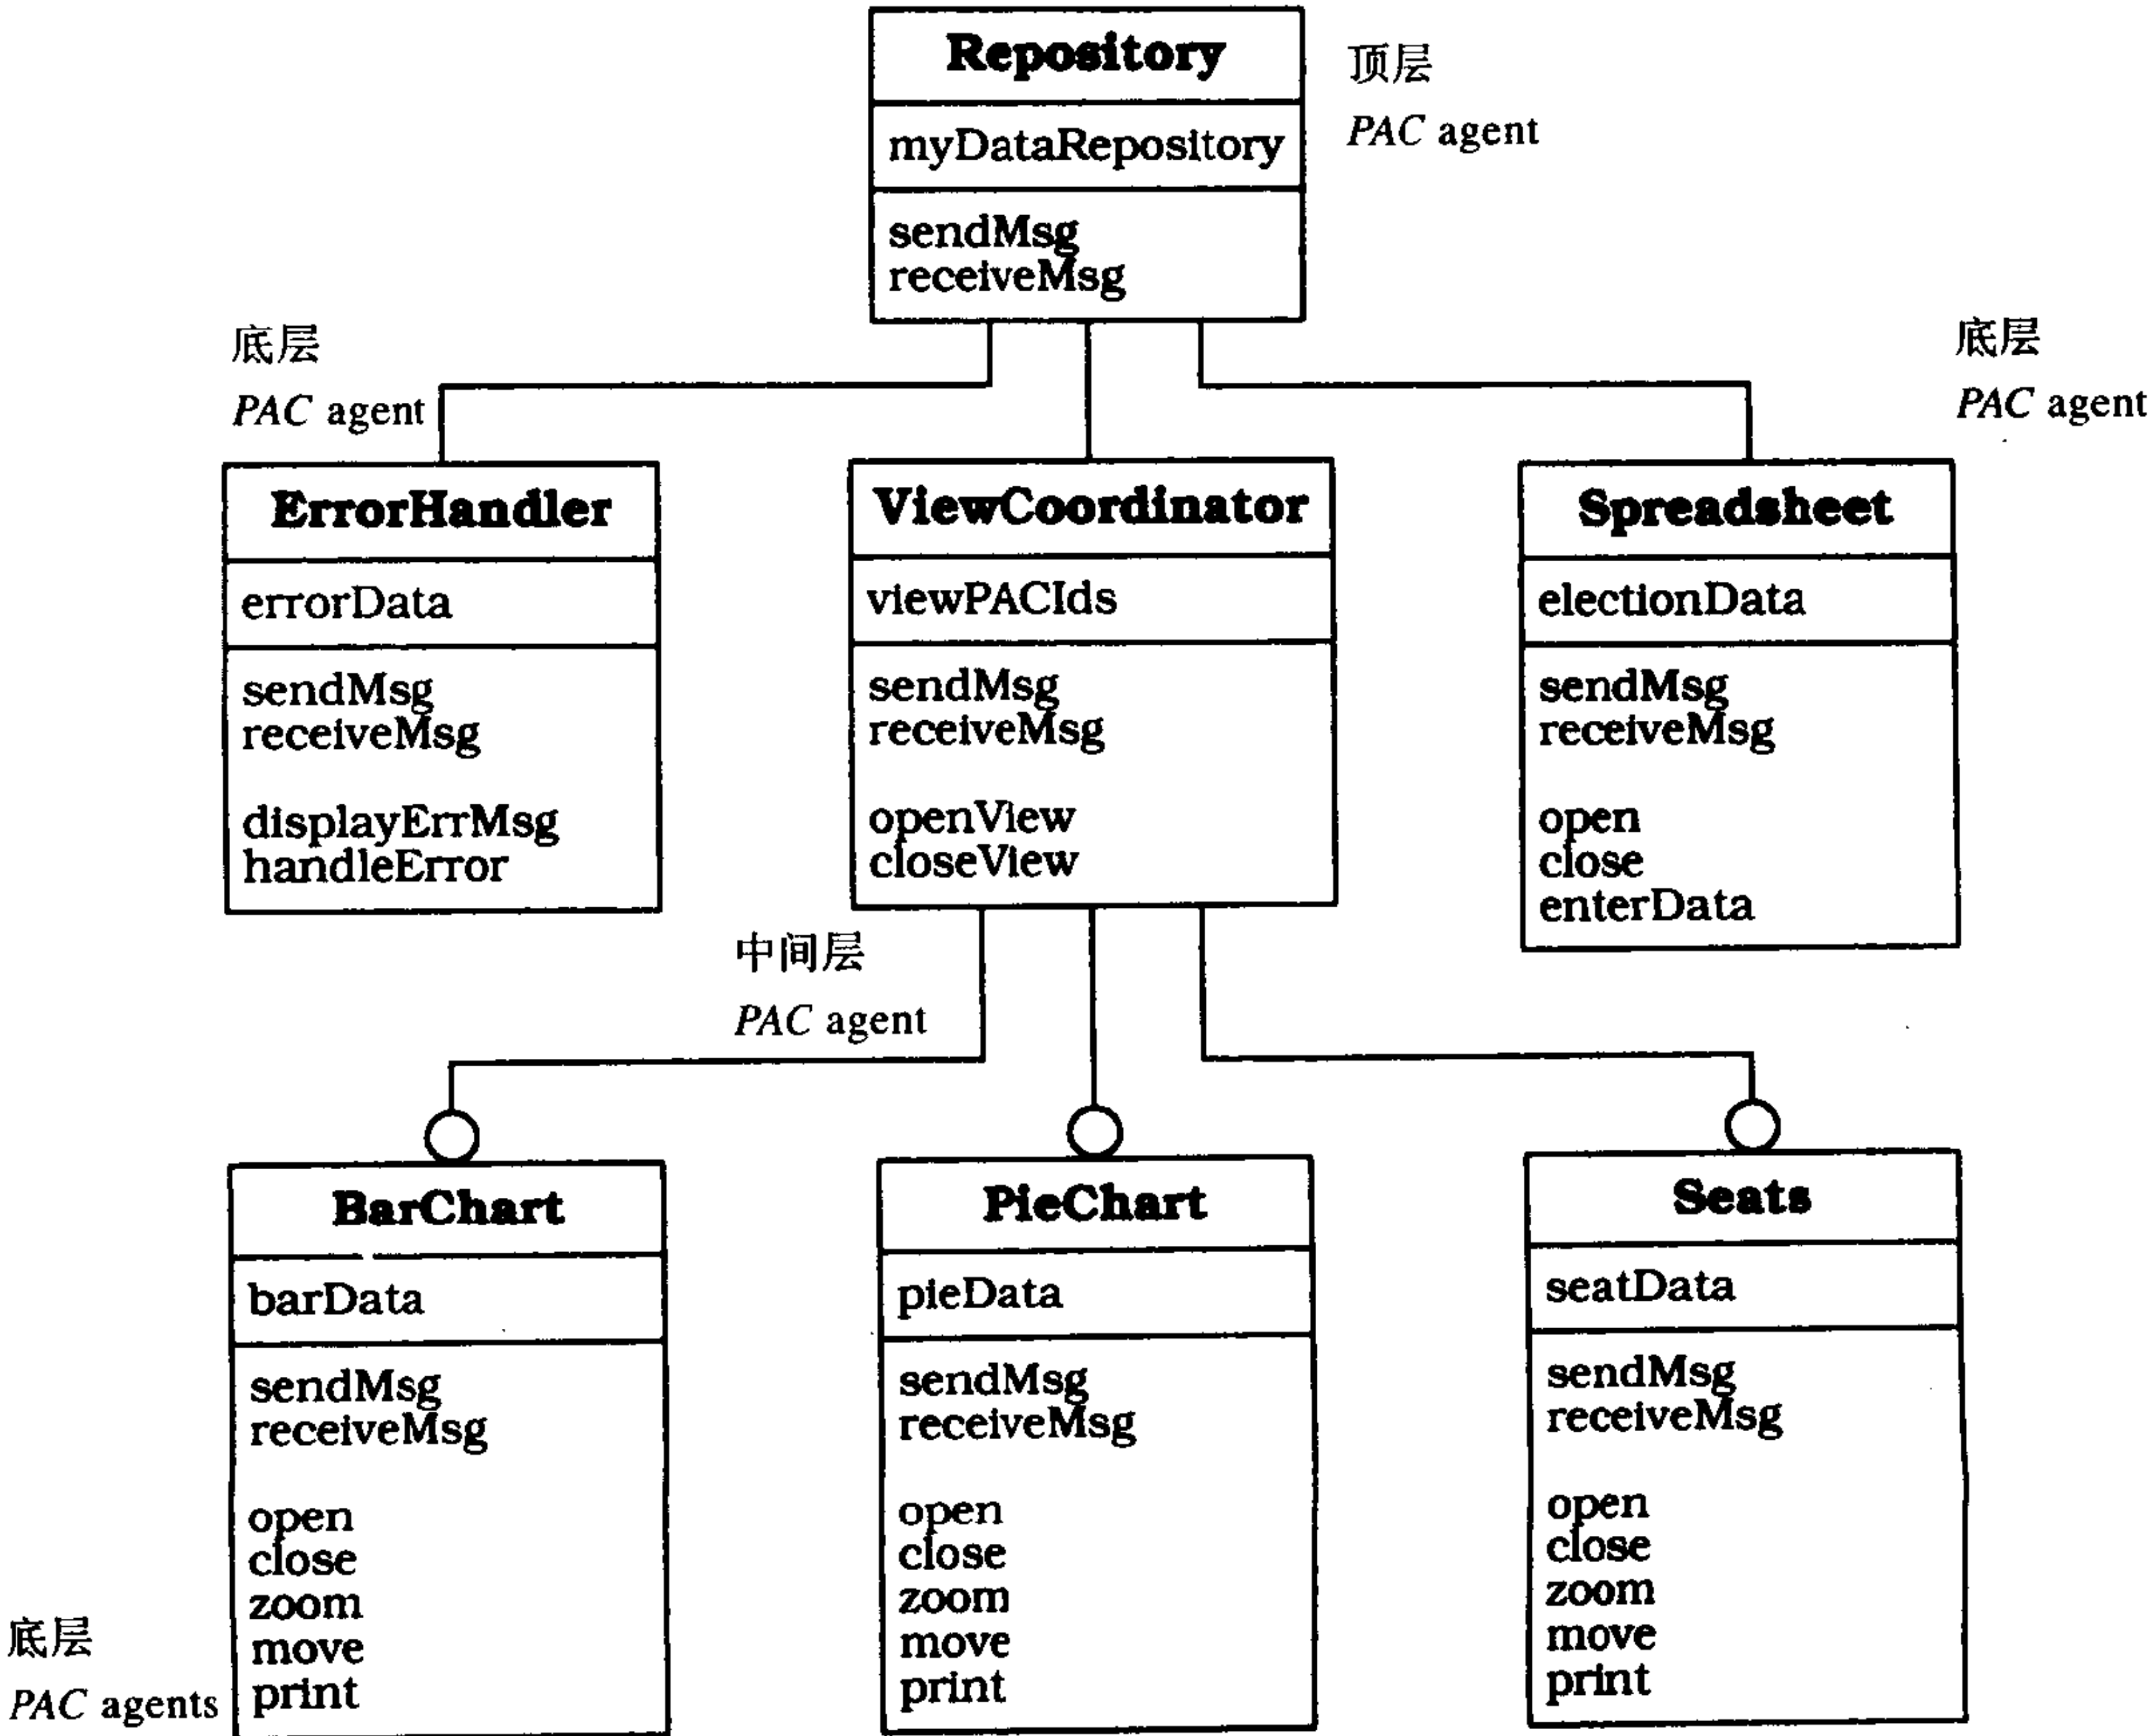 Repository
myDataRepository
sendMsg
receiveMsg
顶层
PAC agent
底层
PAC agent
底层
PAC agent
ErrorHandler
errorData
sendMsg
receiveMsg
displayErrMsg
handleError
ViewCoordinator
viewPACIds
sendMsg
receiveMsg
openView
closeView
Spreadsheet
electionData
sendMsg
receiveMsg
open
close
enterData
中间层
PAC agent
BarChart
barData
sendMsg
receiveMsg
open
close
zoom
move
print
PieChart
pieData
sendMsg
receiveMsg
open
close
zoom
move
print
Seats
seatData
sendMsg
receiveMsg
open
close
zoom
move
print
底层
PAC agents